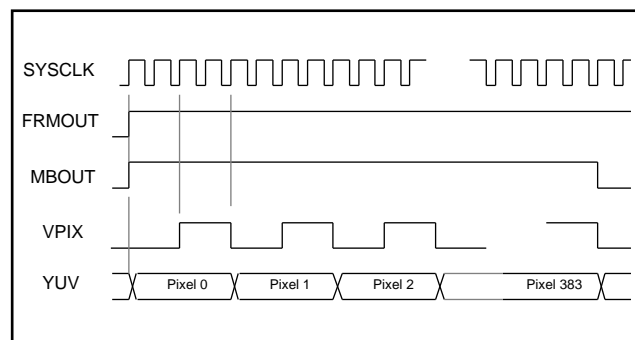 SYSCLK
FRMOUT
MBOUT
VPIX
YUV Pixel 0 Pixel 1 Pixel 2 Pixel 383